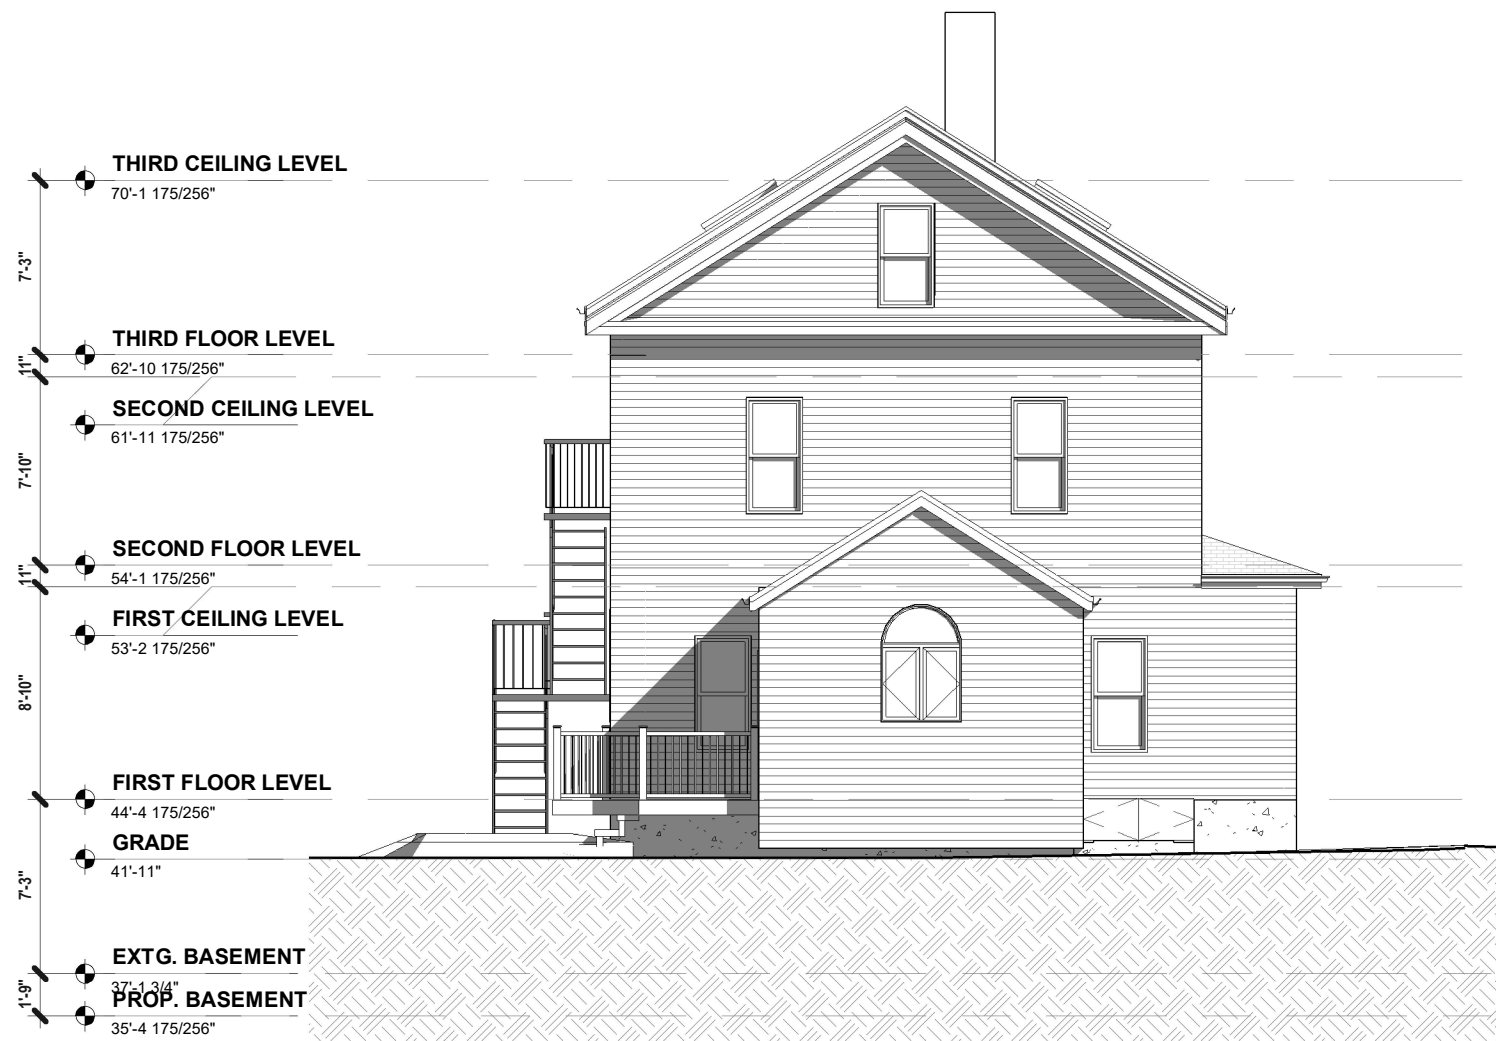 THIRD CEILING LEVEL
70'-1 175/256"
7'-3"
THIRD FLOOR LEVEL
62'-10 175/256"
11"
SECOND CEILING LEVEL
61'-11 175/256"
7'-10"
SECOND FLOOR LEVEL
54'-1 175/256"
11"
FIRST CEILING LEVEL
53'-2 175/256"
8'-10"
FIRST FLOOR LEVEL
44'-4 175/256"
GRADE
41'-11"
7'-3"
EXTG. BASEMENT
37'-1 3/4"
1'-9"
PROP. BASEMENT
35'-4 175/256"